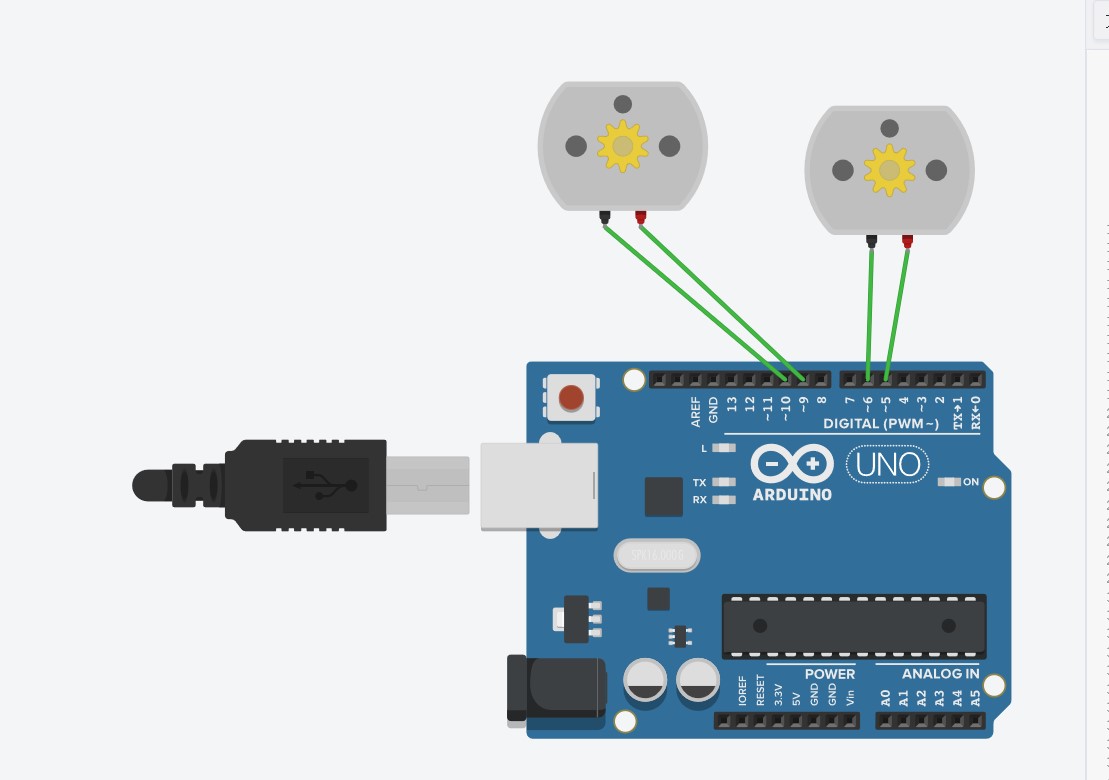 AREF
GND
13
12
~11
~10
~9
8
7
~6
~5
4
~3
2
TX→1
RX←0
DIGITAL (PWM~)
L
TX
RX
UNO
ARDUINO
ON
POWER
ANALOG IN
IOREF
RESET
3.3V
5V
GND
GND
Vin
A0
A1
A2
A3
A4
A5